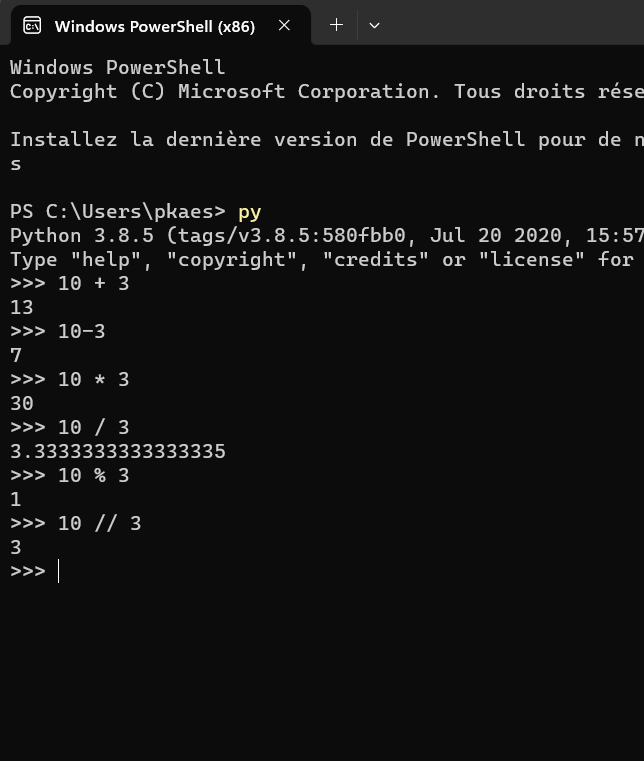 Windows PowerShell (x86)
Windows PowerShell
Copyright (C) Microsoft Corporation. Tous droits rése
Installez la dernière version de PowerShell pour de n
s
PS C:\Users\pkaes> py
Python 3.8.5 (tags/v3.8.5:580fbb0, Jul 20 2020, 15:57
Type "help", "copyright", "credits" or "license" for
>>> 10 + 3
13
>>> 10-3
7
>>> 10 * 3
30
>>> 10 / 3
3.3333333333333335
>>> 10 % 3
1
>>> 10 // 3
3
>>>